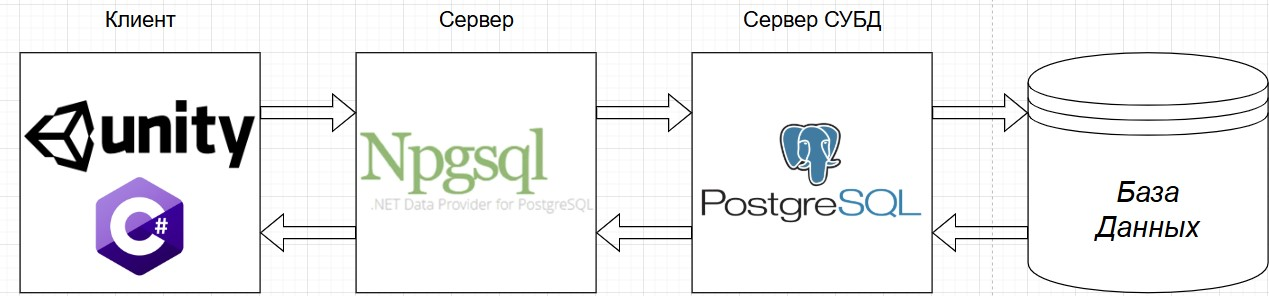 Клиент
Сервер
Сервер СУБД
unity
C#
Npgsql
.NET Data Provider for PostgreSQL
PostgreSQL
База
Данных